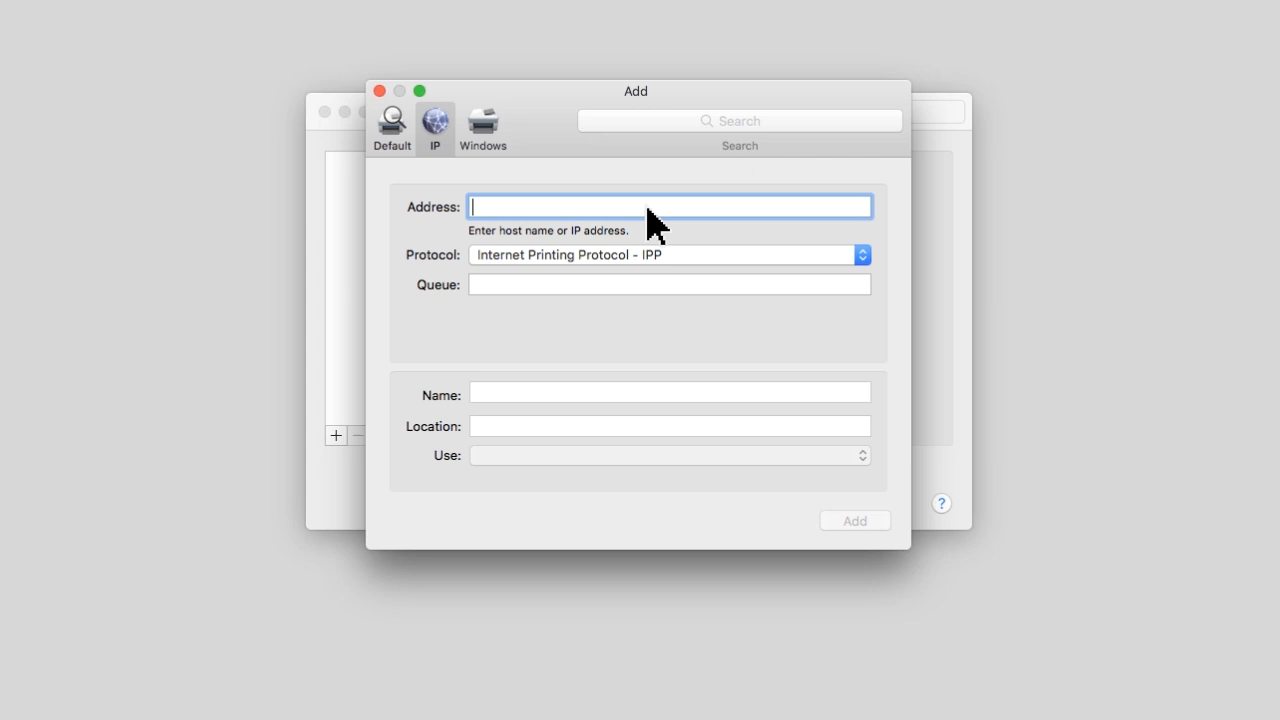 Add
Default
IP
Windows
Search
Search
Address:
Enter host name or IP address.
Protocol: Internet Printing Protocol - IPP
Queue:
Name:
Location:
Use:
+
−
?
Add